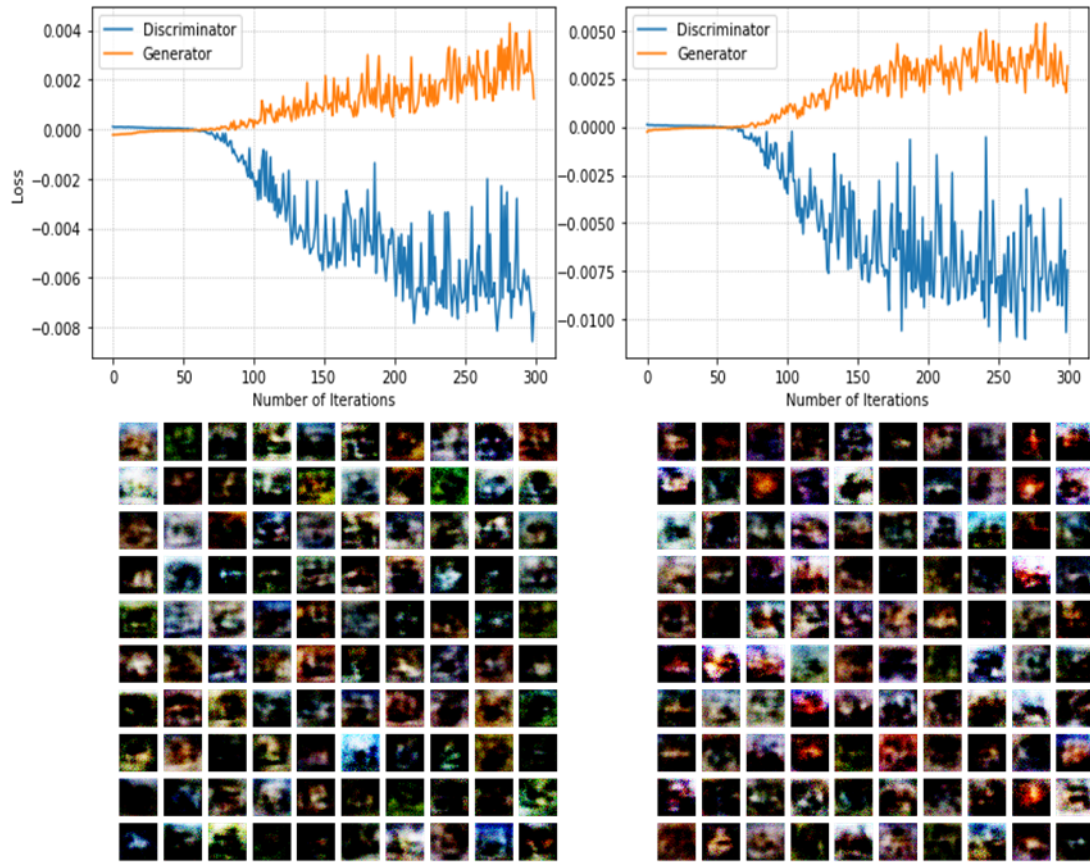 Discriminator
Generator
0.004
0.002
0.000
−0.002
−0.004
−0.006
−0.008
Loss
0 50 100 150 200 250 300
Number of Iterations
Discriminator
Generator
0.0050
0.0025
0.0000
−0.0025
−0.0050
−0.0075
−0.0100
0 50 100 150 200 250 300
Number of Iterations